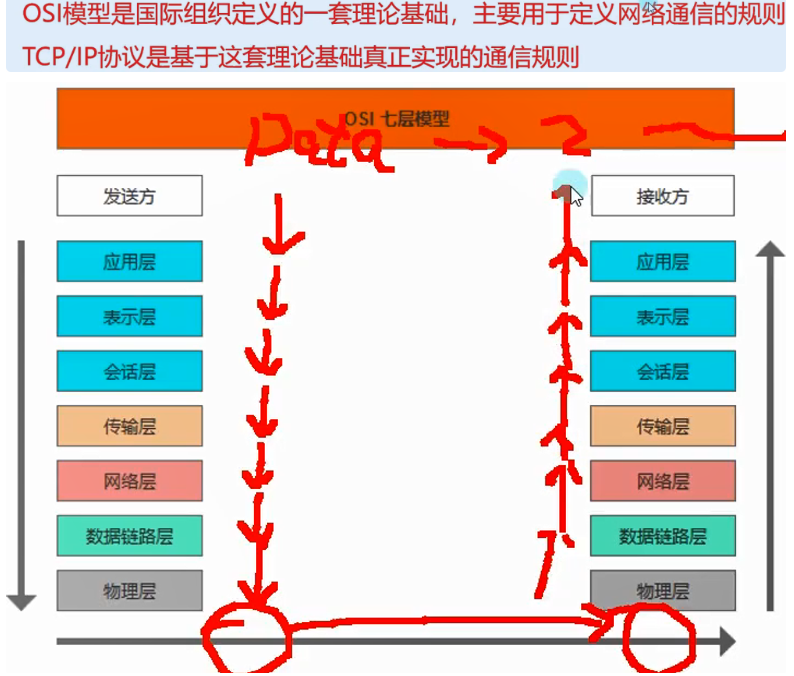 OSI模型是国际组织定义的一套理论基础，主要用于定义网络通信的规则
TCP/IP协议是基于这套理论基础真正实现的通信规则
OSI 七层模型
Data → 2
发送方 接收方
应用层 应用层
表示层 表示层
会话层 会话层
传输层 传输层
网络层 网络层
数据链路层 数据链路层
物理层 物理层